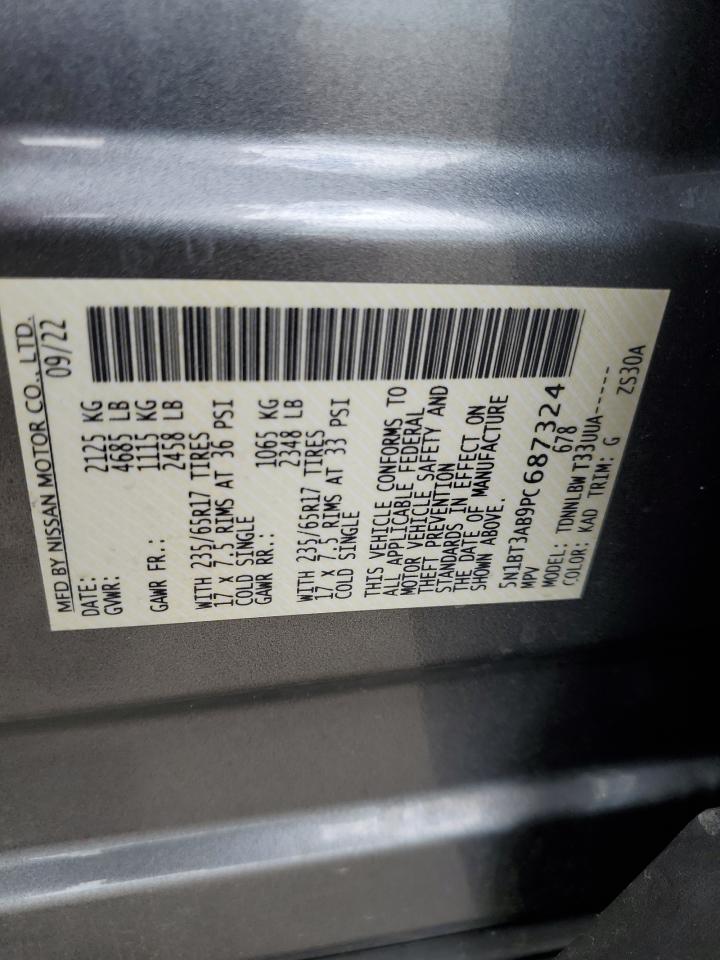 MFD BY NISSAN MOTOR CO., LTD.
DATE: 09/22
GVWR: 2125 KG
4685 LB
GAWR FR.: 1115 KG
2458 LB
WITH 235/65R17 TIRES
17 X 7.5 RIMS AT 36 PSI
COLD SINGLE
GAWR RR.: 1065 KG
2348 LB
WITH 235/65R17 TIRES
17 X 7.5 RIMS AT 33 PSI
COLD SINGLE
THIS VEHICLE CONFORMS TO
ALL APPLICABLE FEDERAL
MOTOR VEHICLE SAFETY AND
THEFT PREVENTION
STANDARDS IN EFFECT ON
THE DATE OF MANUFACTURE
SHOWN ABOVE.
5N1BT3AB9PC687324
MPV 678
MODEL: TDNNLBW T33UUA------
COLOR: KAD TRIM: G
ZS30A